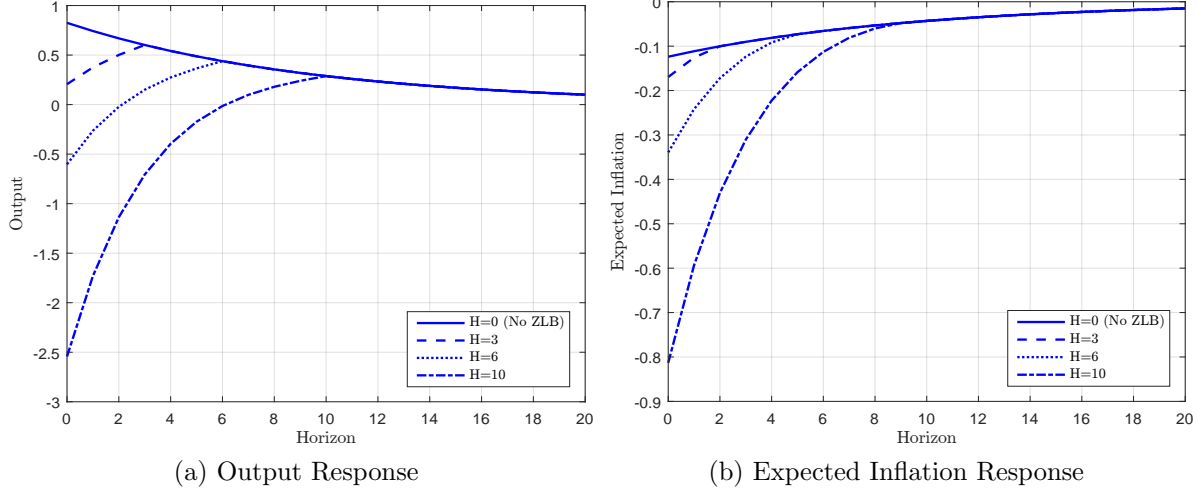 1
0.5
0
-0.5
-1
-1.5
-2
-2.5
-3
Output
0 2 4 6 8 10 12 14 16 18 20
Horizon
H=0 (No ZLB)
H=3
H=6
H=10
(a) Output Response
0
-0.1
-0.2
-0.3
-0.4
-0.5
-0.6
-0.7
-0.8
-0.9
Expected Inflation
0 2 4 6 8 10 12 14 16 18 20
Horizon
H=0 (No ZLB)
H=3
H=6
H=10
(b) Expected Inflation Response